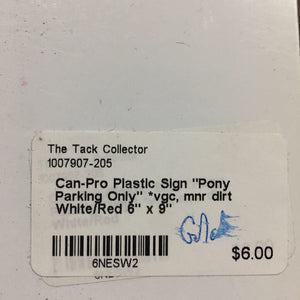 The Tack Collector
1007907-205
Can-Pro Plastic Sign "Pony
Parking Only" *vgc, mnr dirt
White/Red 6" x 9"
$6.00
6NESW2